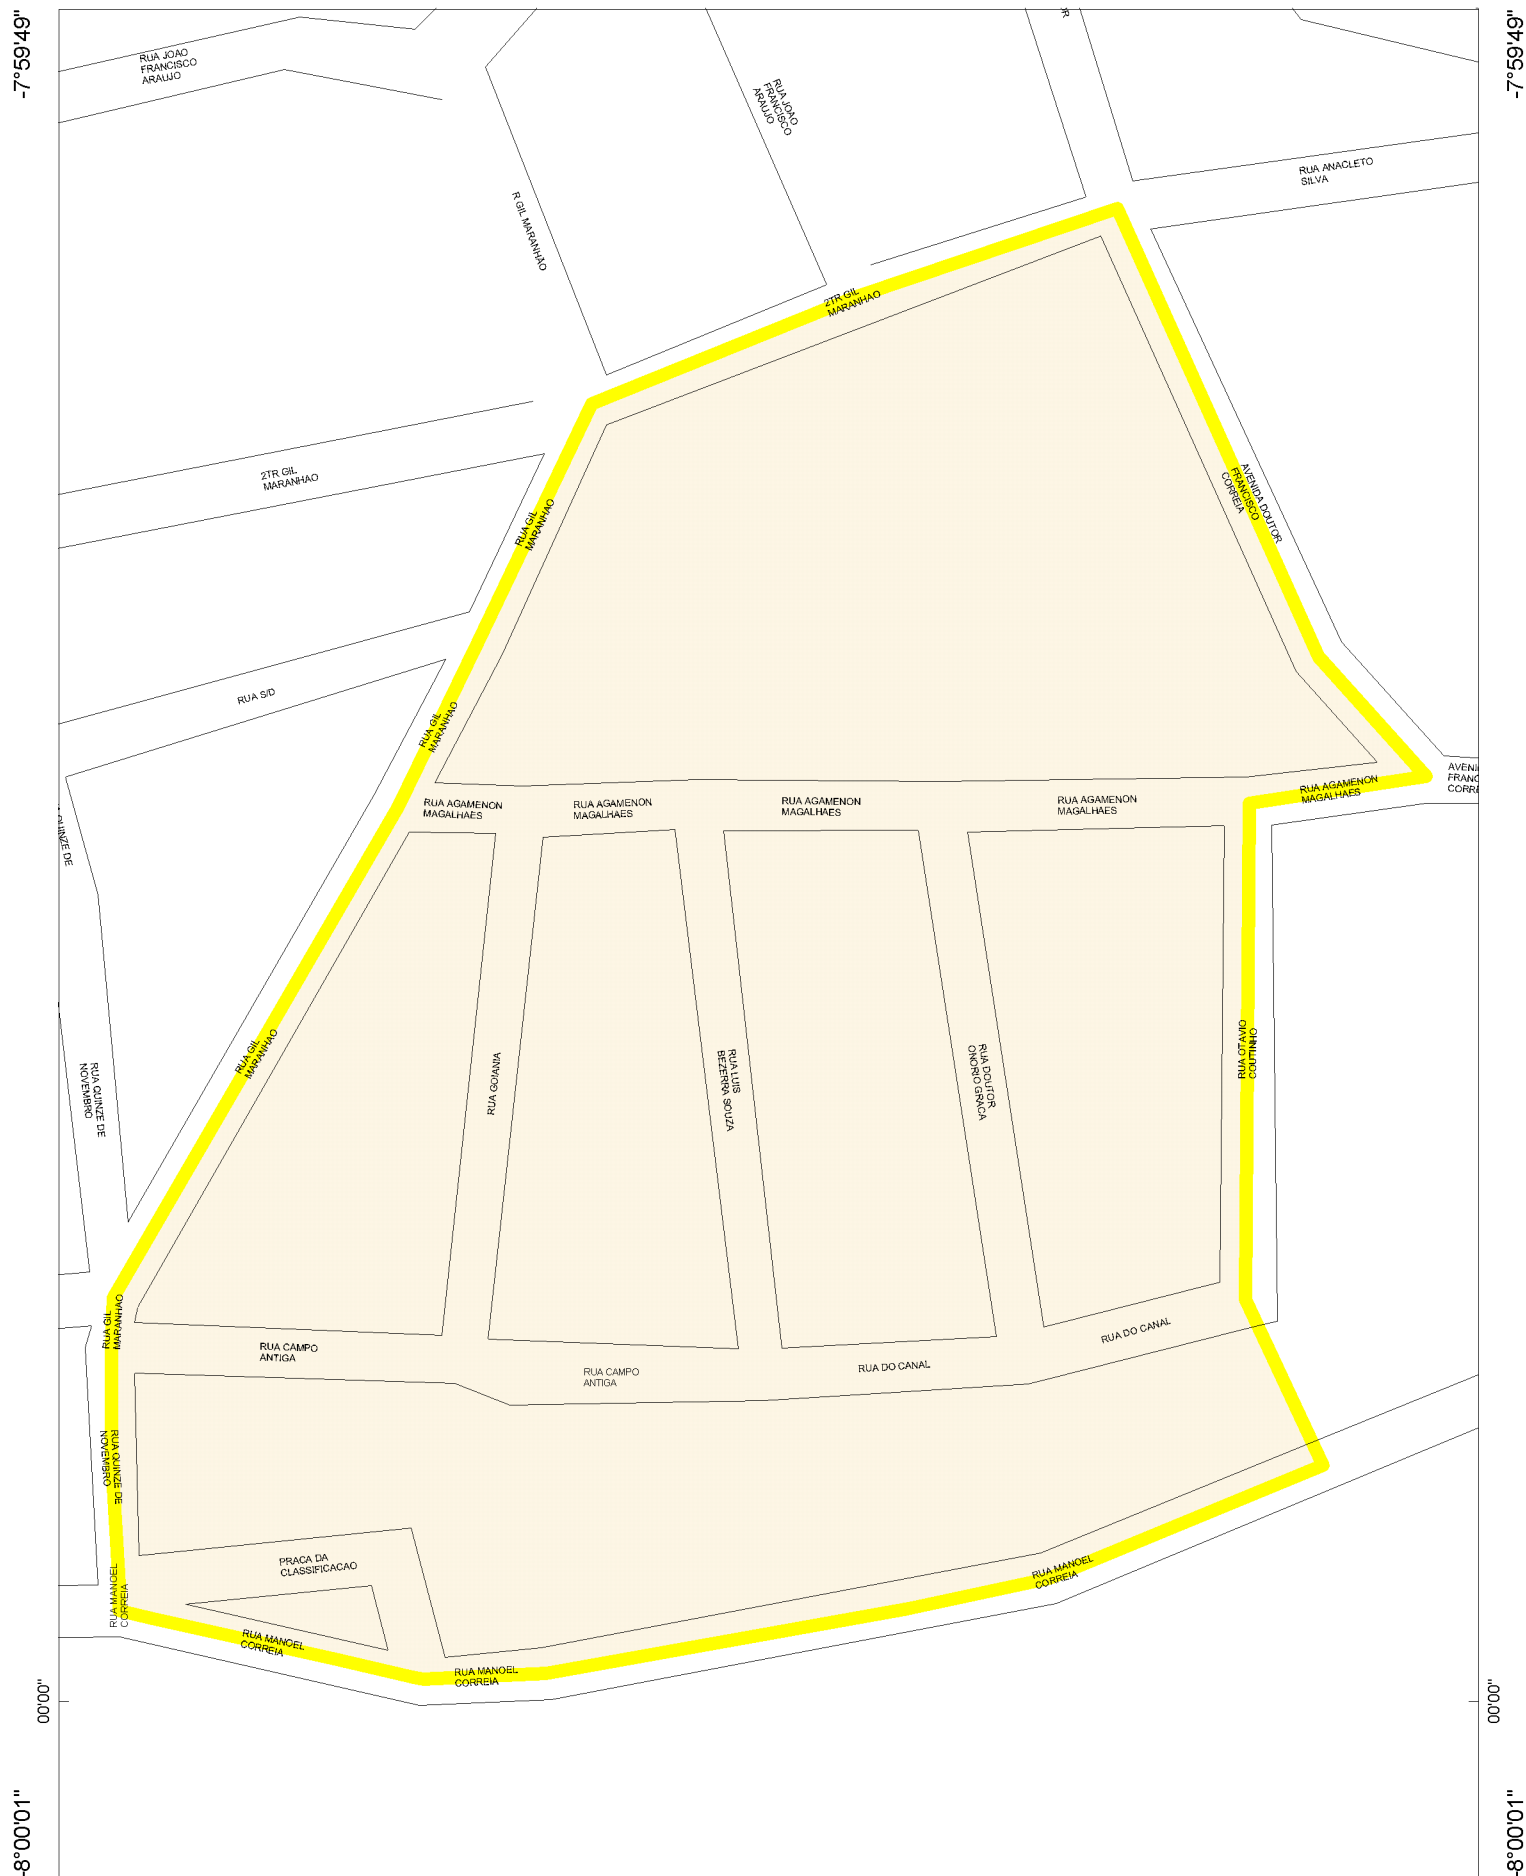 -7°59'49"
-7°59'49"
RUA JOAO
FRANCISCO
ARAUJO
RUA JOAO
FRANCISCO
ARAUJO
RUA ANACLETO
SILVA
R GIL MARANHAO
2TR GIL
MARANHAO
2TR GIL
MARANHAO
RUA GIL
MARANHAO
AVENIDA DOUTOR
FRANCISCO
CORREIA
RUA S/D
RUA GIL
MARANHAO
AVENI
FRANC
CORRE
RUA AGAMENON
MAGALHAES
RUA AGAMENON
MAGALHAES
RUA AGAMENON
MAGALHAES
RUA AGAMENON
MAGALHAES
RUA AGAMENON
MAGALHAES
QUINZE DE
RUA QUINZE DE
NOVEMBRO
RUA GIL
MARANHAO
RUA GOIANIA
RUA LUIS
BEZERRA SOUZA
RUA DOUTOR
ONORIO GRACA
RUA OTAVIO
COUTINHO
RUA GIL
MARANHAO
RUA CAMPO
ANTIGA
RUA CAMPO
ANTIGA
RUA DO CANAL
RUA DO CANAL
RUA QUINZE DE
NOVEMBRO
PRACA DA
CLASSIFICACAO
RUA MANOEL
CORREIA
RUA MANOEL
CORREIA
RUA MANOEL
CORREIA
RUA MANOEL
CORREIA
00'00"
00'00"
-8°00'01"
-8°00'01"